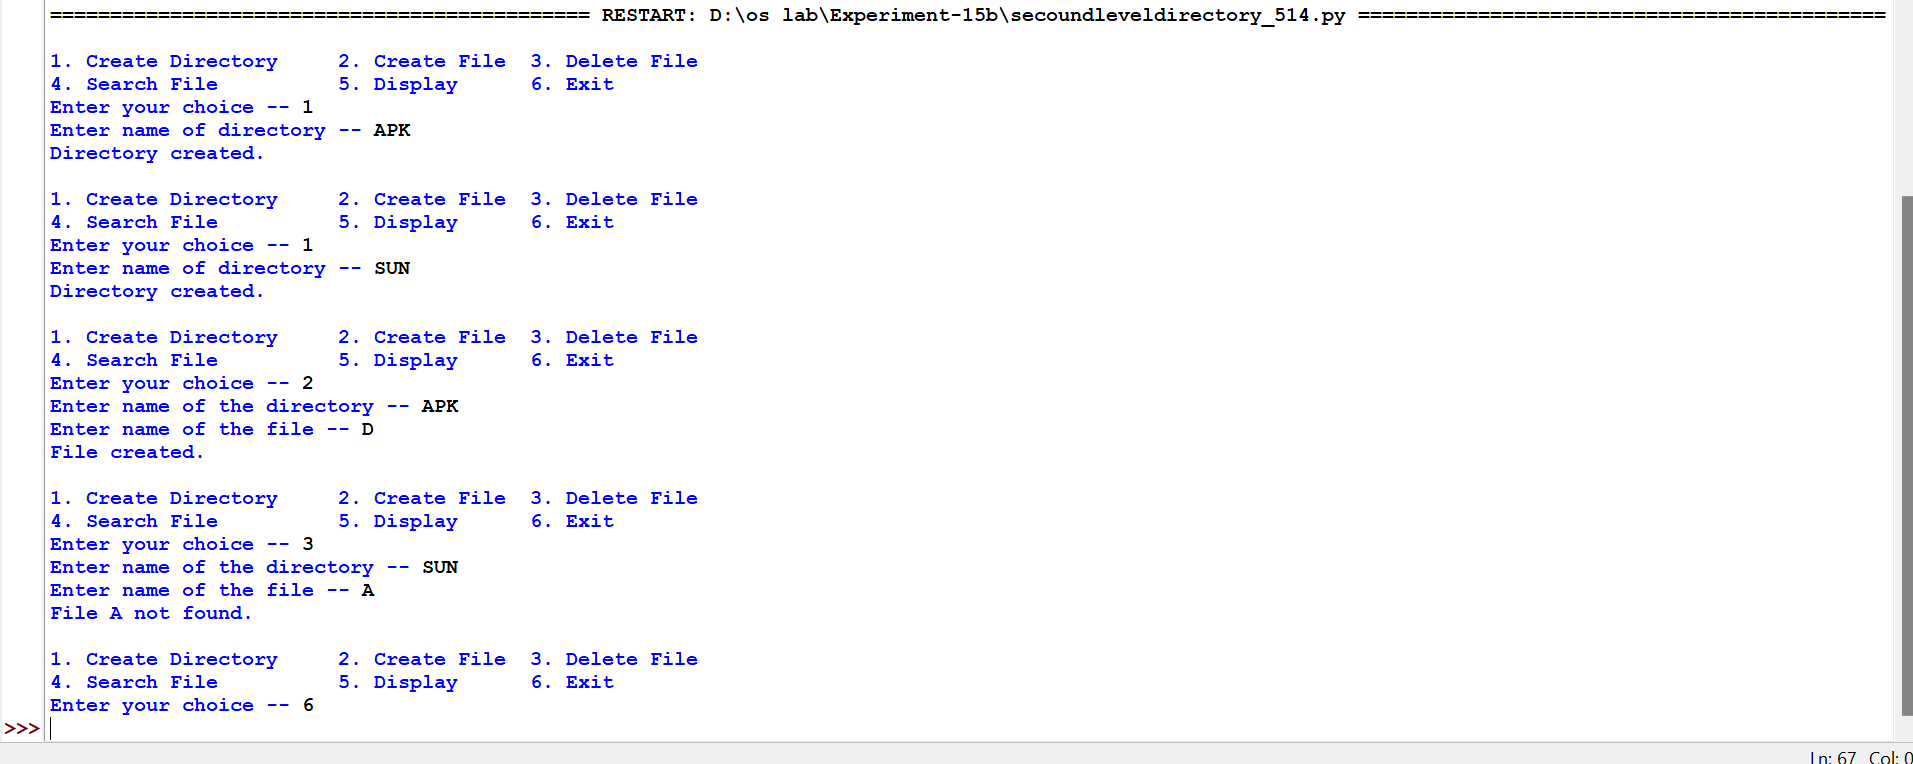 ============================================= RESTART: D:\os lab\Experiment-15b\secoundleveldirectory_514.py ============================================
1. Create Directory     2. Create File  3. Delete File
4. Search File          5. Display      6. Exit
Enter your choice -- 1
Enter name of directory -- APK
Directory created.
1. Create Directory     2. Create File  3. Delete File
4. Search File          5. Display      6. Exit
Enter your choice -- 1
Enter name of directory -- SUN
Directory created.
1. Create Directory     2. Create File  3. Delete File
4. Search File          5. Display      6. Exit
Enter your choice -- 2
Enter name of the directory -- APK
Enter name of the file -- D
File created.
1. Create Directory     2. Create File  3. Delete File
4. Search File          5. Display      6. Exit
Enter your choice -- 3
Enter name of the directory -- SUN
Enter name of the file -- A
File A not found.
1. Create Directory     2. Create File  3. Delete File
4. Search File          5. Display      6. Exit
Enter your choice -- 6
>>>
Ln: 67  Col: 0